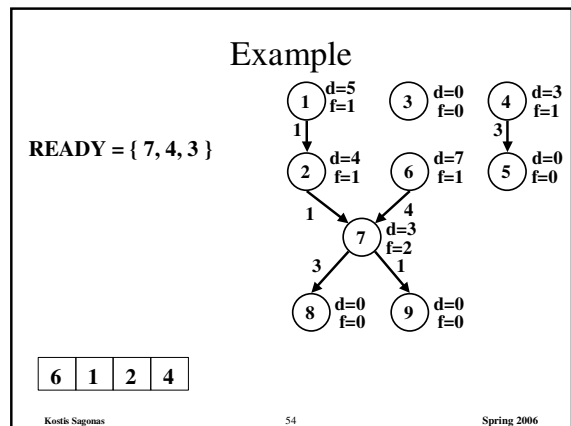 Example
READY = { 7, 4, 3 }
1 d=5
f=1
3 d=0
f=0
4 d=3
f=1
1
3
2 d=4
f=1
6 d=7
f=1
5 d=0
f=0
1
4
7 d=3
f=2
3
1
8 d=0
f=0
9 d=0
f=0
6 1 2 4
Kostis Sagonas 54 Spring 2006